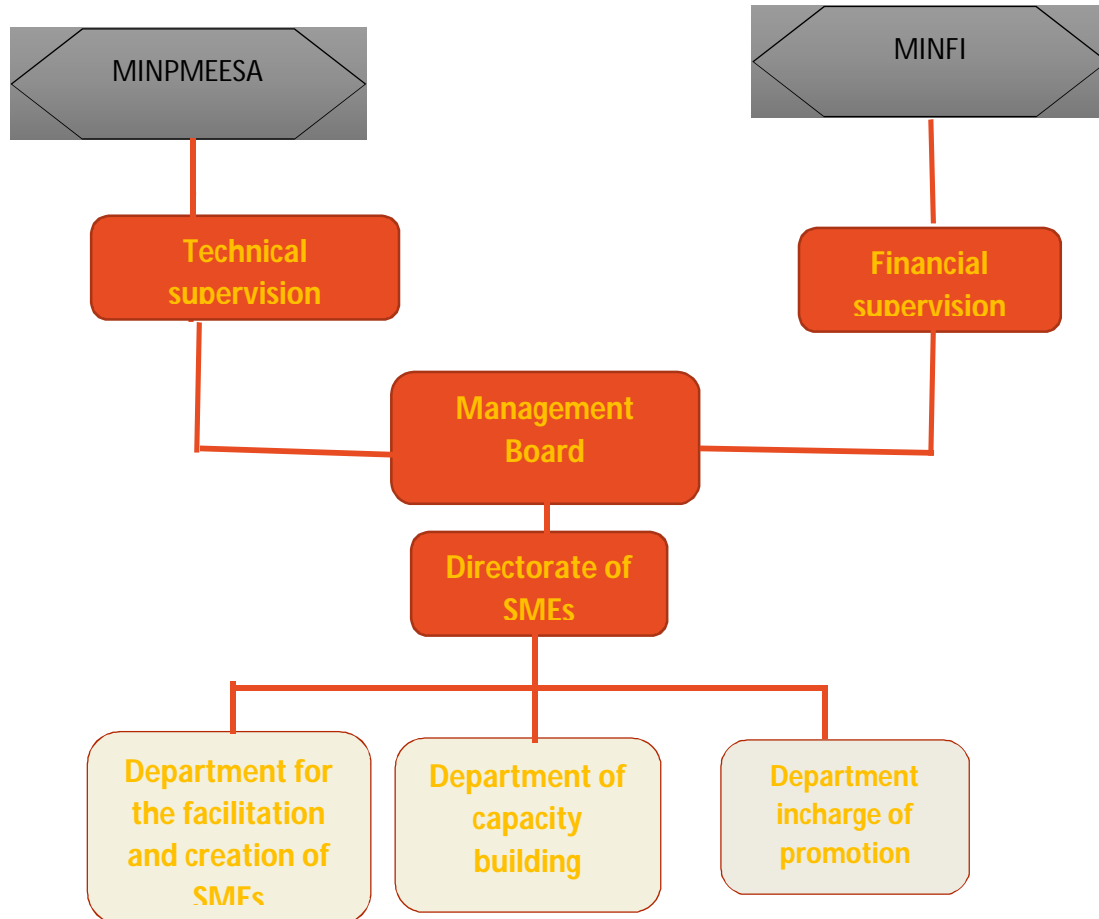 MINPMEESA
MINFI
Technical
supervision
Financial
supervision
Management
Board
Directorate of
SMEs
Department for
the facilitation
and creation of
SMEs
Department of
capacity
building
Department
incharge of
promotion